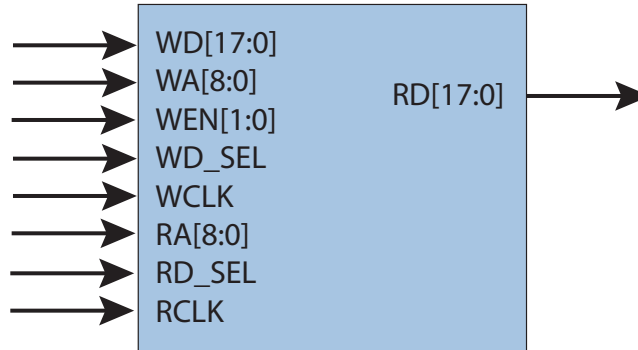 WD[17:0]
WA[8:0]
WEN[1:0]
WD_SEL
WCLK
RA[8:0]
RD_SEL
RCLK
RD[17:0]